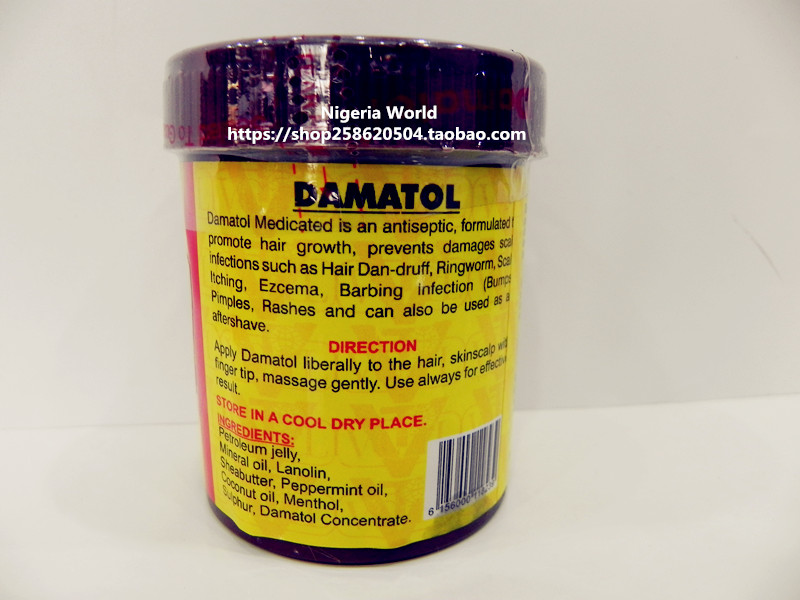 Nigeria World
https://shop258620504.taobao.com
DAMATOL
Damatol Medicated is an antiseptic, formulated
promote hair growth, prevents damages
infections such as Hair Dan-druff, Ringworm,
Itching, Ezcema, Barbing Infection (Bumps
Pimples, Rashes and can also be used as
aftershave.
DIRECTION
Apply Damatol liberally to the hair, skinscalp
finger tip, massage gently. Use always for effective
result.
STORE IN A COOL DRY PLACE.
INGREDIENTS:
Petroleum jelly,
Mineral oil, Lanolin,
Sheabutter, Peppermint oil,
Coconut oil, Menthol,
Sulphur, Damatol Concentrate.